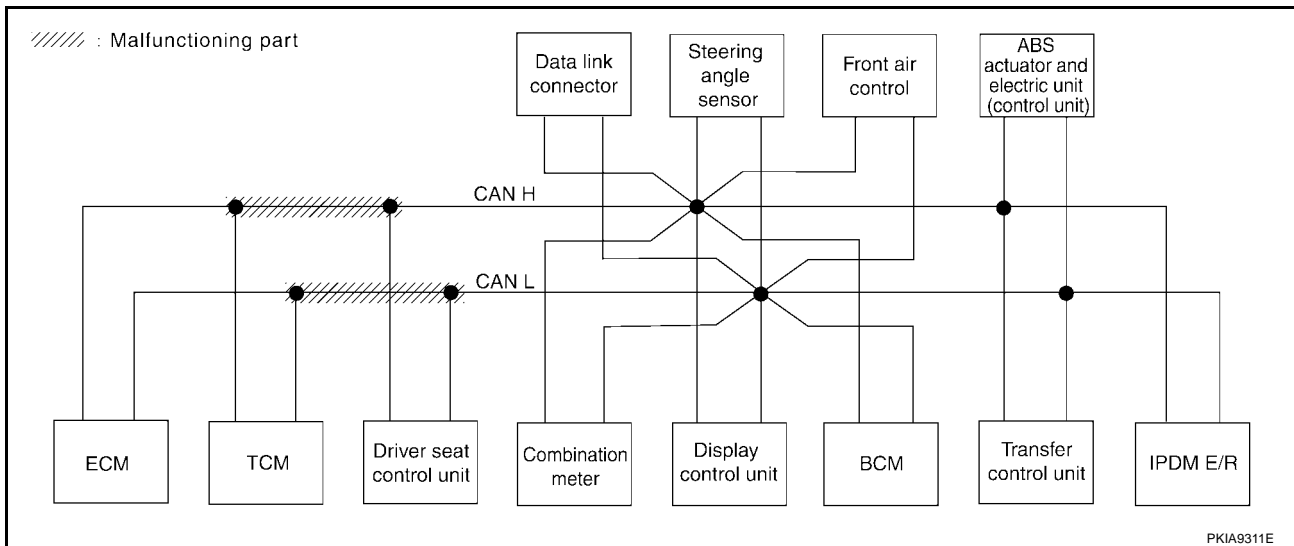 : Malfunctioning part
Data link
connector
Steering
angle
sensor
Front air
control
ABS
actuator and
electric unit
(control unit)
CAN H
CAN L
ECM
TCM
Driver seat
control unit
Combination
meter
Display
control unit
BCM
Transfer
control unit
IPDM E/R
PKIA9311E